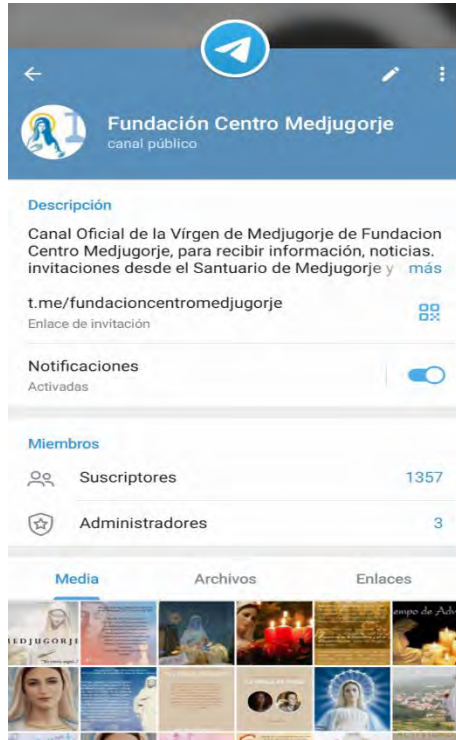 Fundación Centro Medjugorje
canal público
Descripción
Canal Oficial de la Vírgen de Medjugorje de Fundacion
Centro Medjugorje, para recibir información, noticias.
invitaciones desde el Santuario de Medjugorje y más
t.me/fundacioncentromedjugorje
Enlace de invitación
Notificaciones
Activadas
Miembros
Suscriptores 1357
Administradores 3
Media Archivos Enlaces
EDJUGORJE
empo de Adv